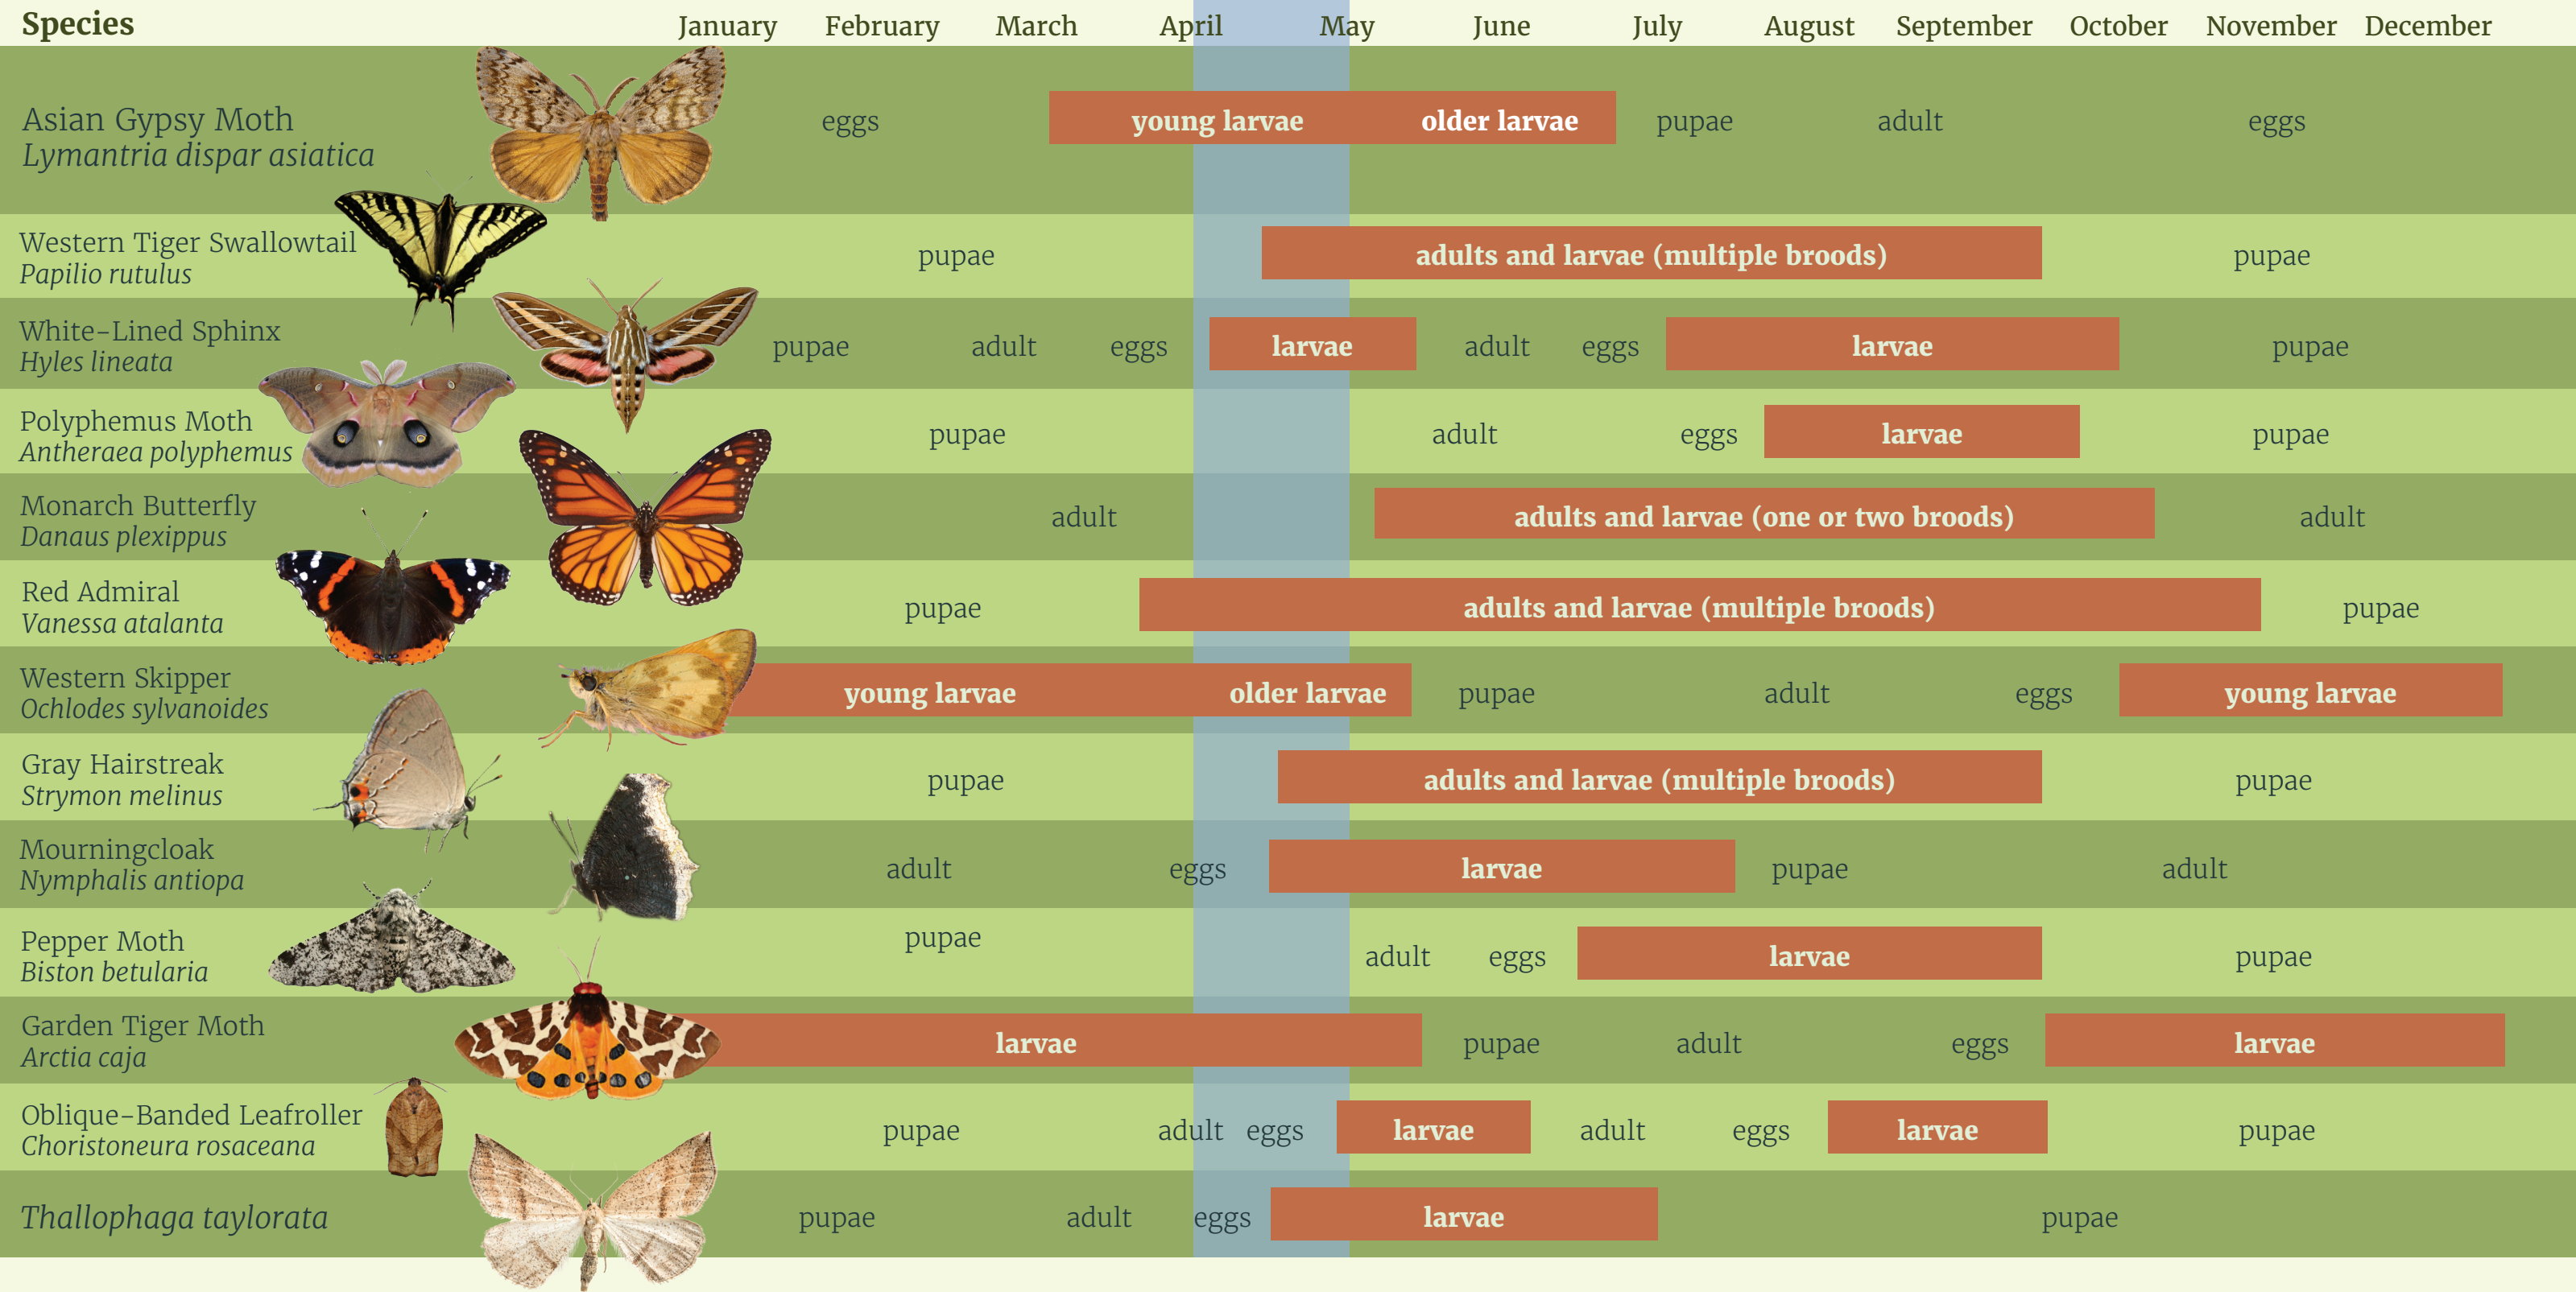 Species January February March April May June July August September October November December
Asian Gypsy Moth
Lymantria dispar asiatica
eggs young larvae older larvae pupae adult eggs
Western Tiger Swallowtail
Papilio rutulus
pupae adults and larvae (multiple broods) pupae
White-Lined Sphinx
Hyles lineata
pupae adult eggs larvae adult eggs larvae pupae
Polyphemus Moth
Antheraea polyphemus
pupae adult eggs larvae pupae
Monarch Butterfly
Danaus plexippus
adult adults and larvae (one or two broods) adult
Red Admiral
Vanessa atalanta
pupae adults and larvae (multiple broods) pupae
Western Skipper
Ochlodes sylvanoides
young larvae older larvae pupae adult eggs young larvae
Gray Hairstreak
Strymon melinus
pupae adults and larvae (multiple broods) pupae
Mourningcloak
Nymphalis antiopa
adult eggs larvae pupae adult
Pepper Moth
Biston betularia
pupae adult eggs larvae pupae
Garden Tiger Moth
Arctia caja
larvae pupae adult eggs larvae
Oblique-Banded Leafroller
Choristoneura rosaceana
pupae adult eggs larvae adult eggs larvae pupae
Thallophaga taylorata
pupae adult eggs larvae pupae